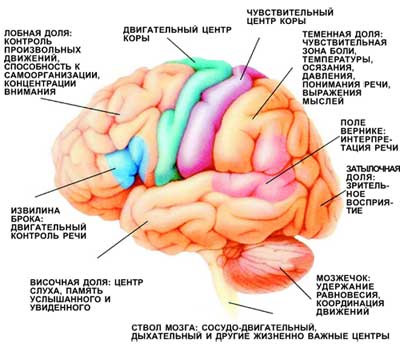 ЛОБНАЯ ДОЛЯ:
КОНТРОЛЬ
ПРОИЗВОЛЬНЫХ
ДВИЖЕНИЙ,
СПОСОБНОСТЬ К
САМООРГАНИЗАЦИИ,
КОНЦЕНТРАЦИИ
ВНИМАНИЯ
ДВИГАТЕЛЬНЫЙ ЦЕНТР
КОРЫ
ЧУВСТВИТЕЛЬНЫЙ
ЦЕНТР КОРЫ
ТЕМЕННАЯ ДОЛЯ:
ЧУВСТВИТЕЛЬНАЯ
ЗОНА БОЛИ,
ТЕМПЕРАТУРЫ,
ОСЯЗАНИЯ,
ДАВЛЕНИЯ,
ПОНИМАНИЯ РЕЧИ,
ВЫРАЖЕНИЯ
МЫСЛЕЙ
ПОЛЕ
ВЕРНИКЕ:
ИНТЕРПРЕ-
ТАЦИЯ РЕЧИ
ЗАТЫЛОЧНАЯ
ДОЛЯ:
ЗРИТЕЛЬ-
НОЕ
ВОСПРИЯ-
ТИЕ
ИЗВИЛИНА
БРОКА:
ДВИГАТЕЛЬНЫЙ
КОНТРОЛЬ РЕЧИ
ВИСОЧНАЯ ДОЛЯ: ЦЕНТР
СЛУХА, ПАМЯТЬ
УСЛЫШАННОГО И
УВИДЕННОГО
МОЗЖЕЧОК:
УДЕРЖАНИЕ
РАВНОВЕСИЯ,
КООРДИНАЦИЯ
ДВИЖЕНИЙ
СТВОЛ МОЗГА: СОСУДО-ДВИГАТЕЛЬНЫЙ,
ДЫХАТЕЛЬНЫЙ И ДРУГИЕ ЖИЗНЕННО ВАЖНЫЕ ЦЕНТРЫ